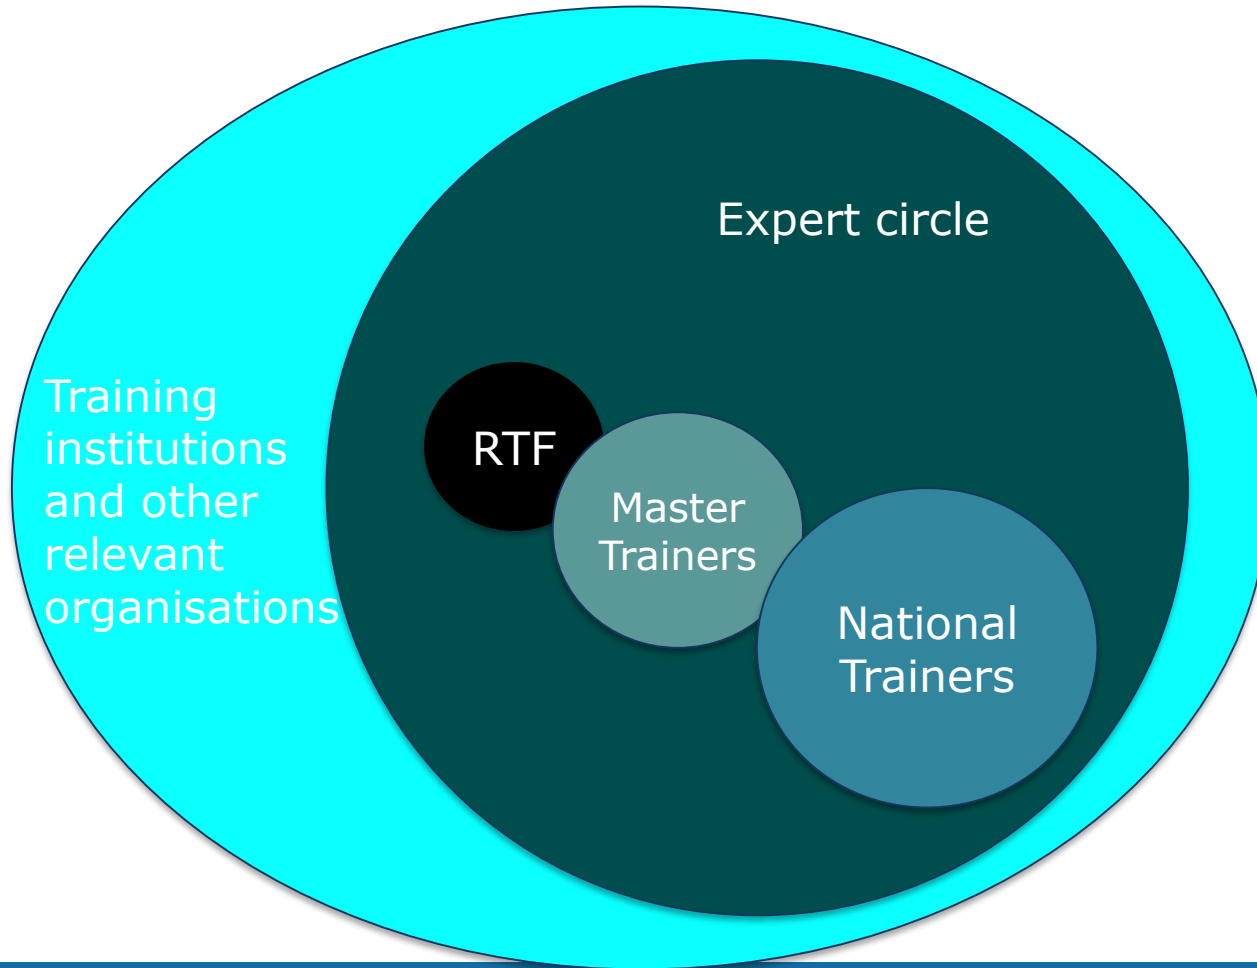 Expert circle
Training
institutions
and other
relevant
organisations
RTF
Master
Trainers
National
Trainers